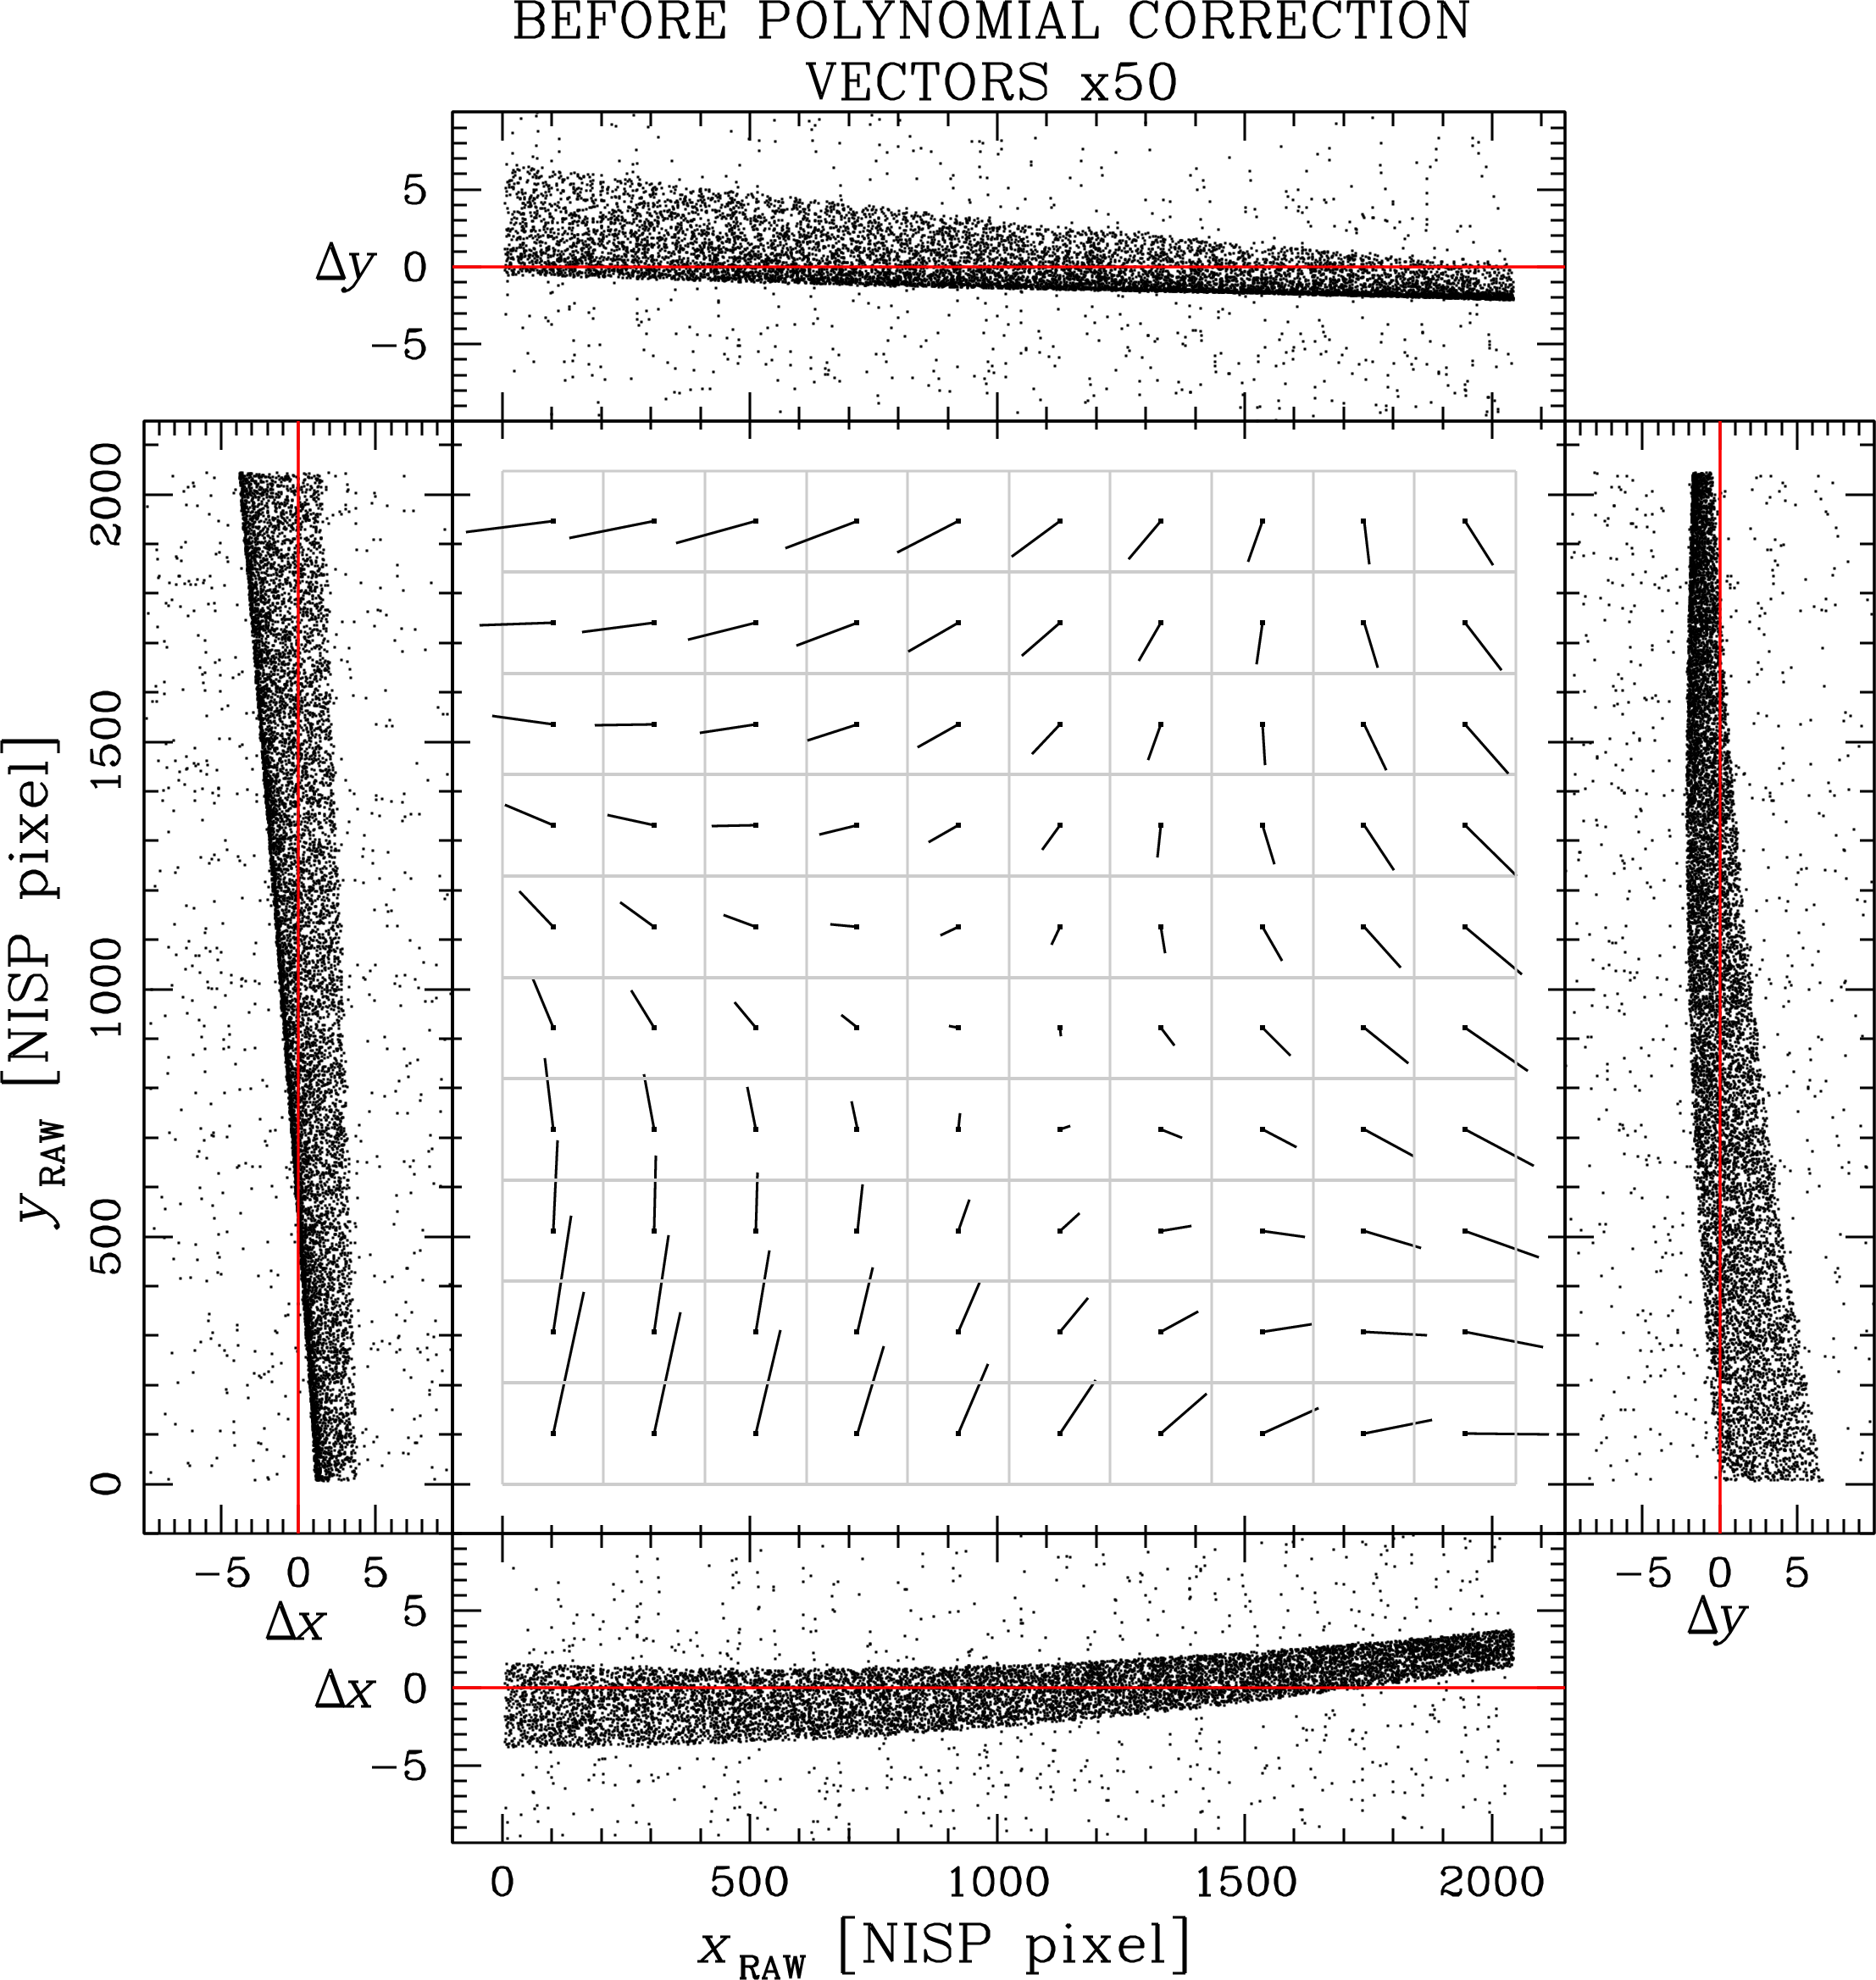 BEFORE POLYNOMIAL CORRECTION
VECTORS x50
Δy
5
0
−5
y RAW [NISP pixel]
2000
1500
1000
500
0
−5 0 5
Δx
−5 0 5
Δy
Δx
5
0
−5
0 500 1000 1500 2000
x RAW [NISP pixel]